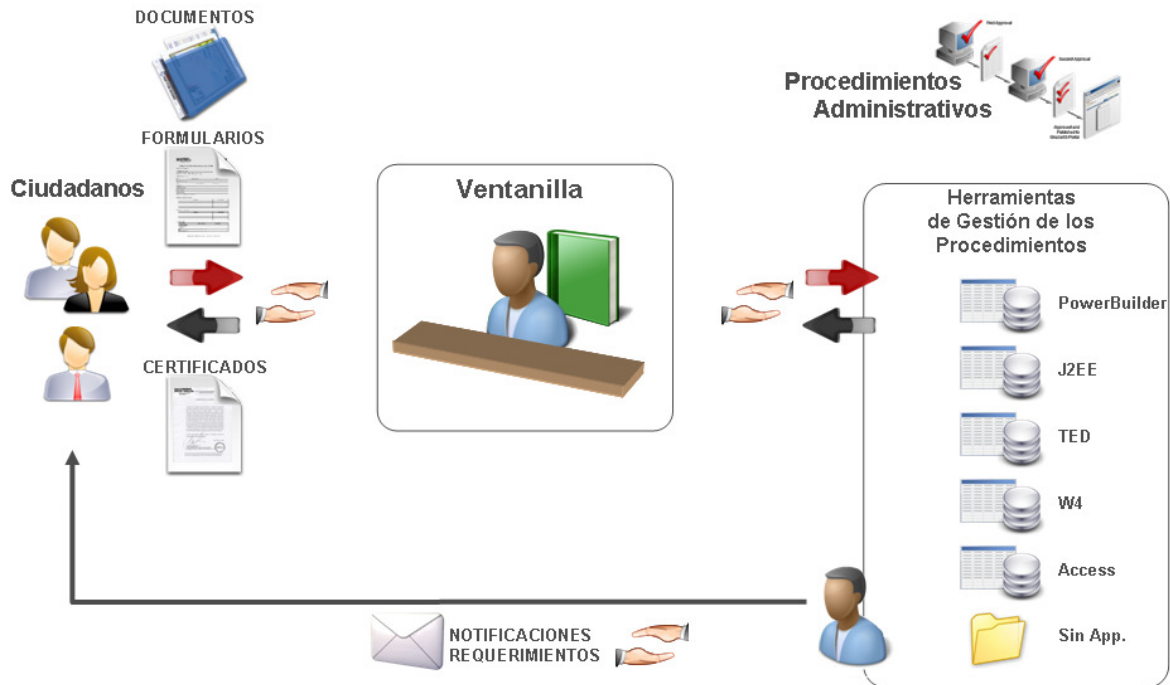 DOCUMENTOS
FORMULARIOS
Ciudadanos
CERTIFICADOS
Ventanilla
Procedimientos
Administrativos
Herramientas
de Gestión de los
Procedimientos
PowerBuilder
J2EE
TED
W4
Access
Sin App.
NOTIFICACIONES
REQUERIMIENTOS